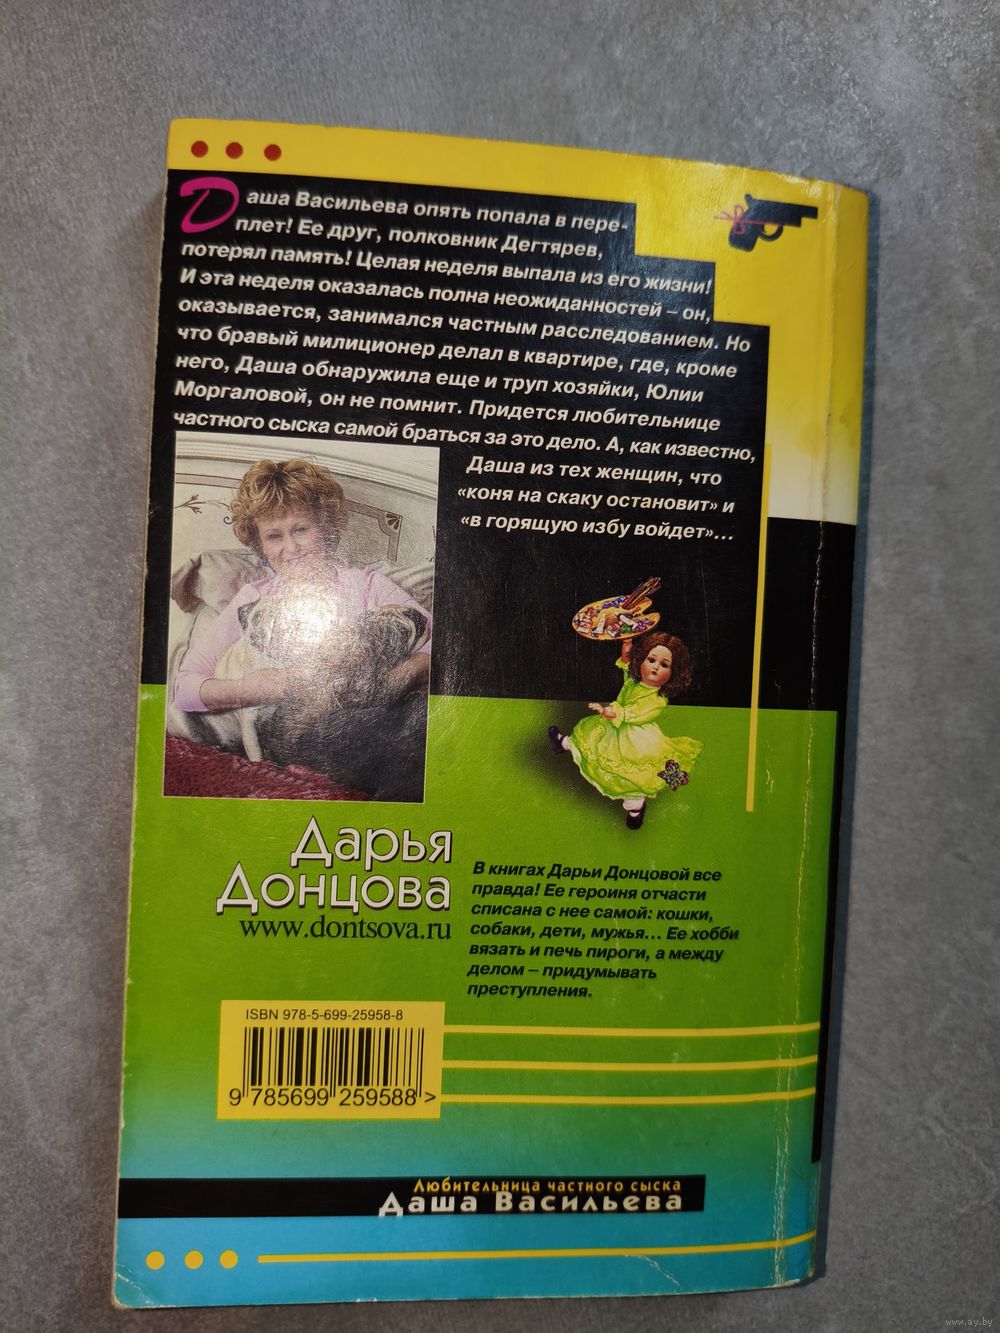 Даша Васильева опять попала в пере-
плет! Ее друг, полковник Дегтярев,
потерял память! Целая неделя выпала из его жизни!
И эта неделя оказалась полна неожиданностей – он,
оказывается, занимался частным расследованием. Но
что бравый милиционер делал в квартире, где, кроме
него, Даша обнаружила еще и труп хозяйки, Юлии
Моргаловой, он не помнит. Придется любительнице
частного сыска самой браться за это дело. А, как известно,
Даша из тех женщин, что
«коня на скаку остановит» и
«в горящую избу войдет»...
Дарья
Донцова
www.dontsova.ru
В книгах Дарьи Донцовой все
правда! Ее героиня отчасти
списана с нее самой: кошки,
собаки, дети, мужья... Ее хобби
вязать и печь пироги, а между
делом – придумывать
преступления.
ISBN 978-5-699-25958-8
9 785699 259588 >
Любительница частного сыска
Даша Васильева
www.ay.by